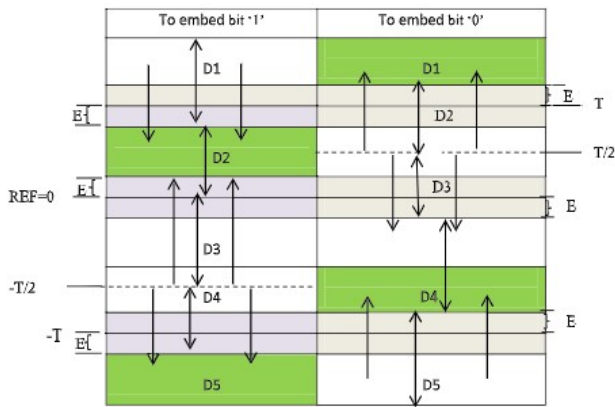 To embed bit ‘1’ To embed bit ‘0’
D1 D1
E
T
E{ D2
D2 T/2
E{ D3
REF=0 E
D3
-T/2
D4 D4
E
-T
E{
D5 D5